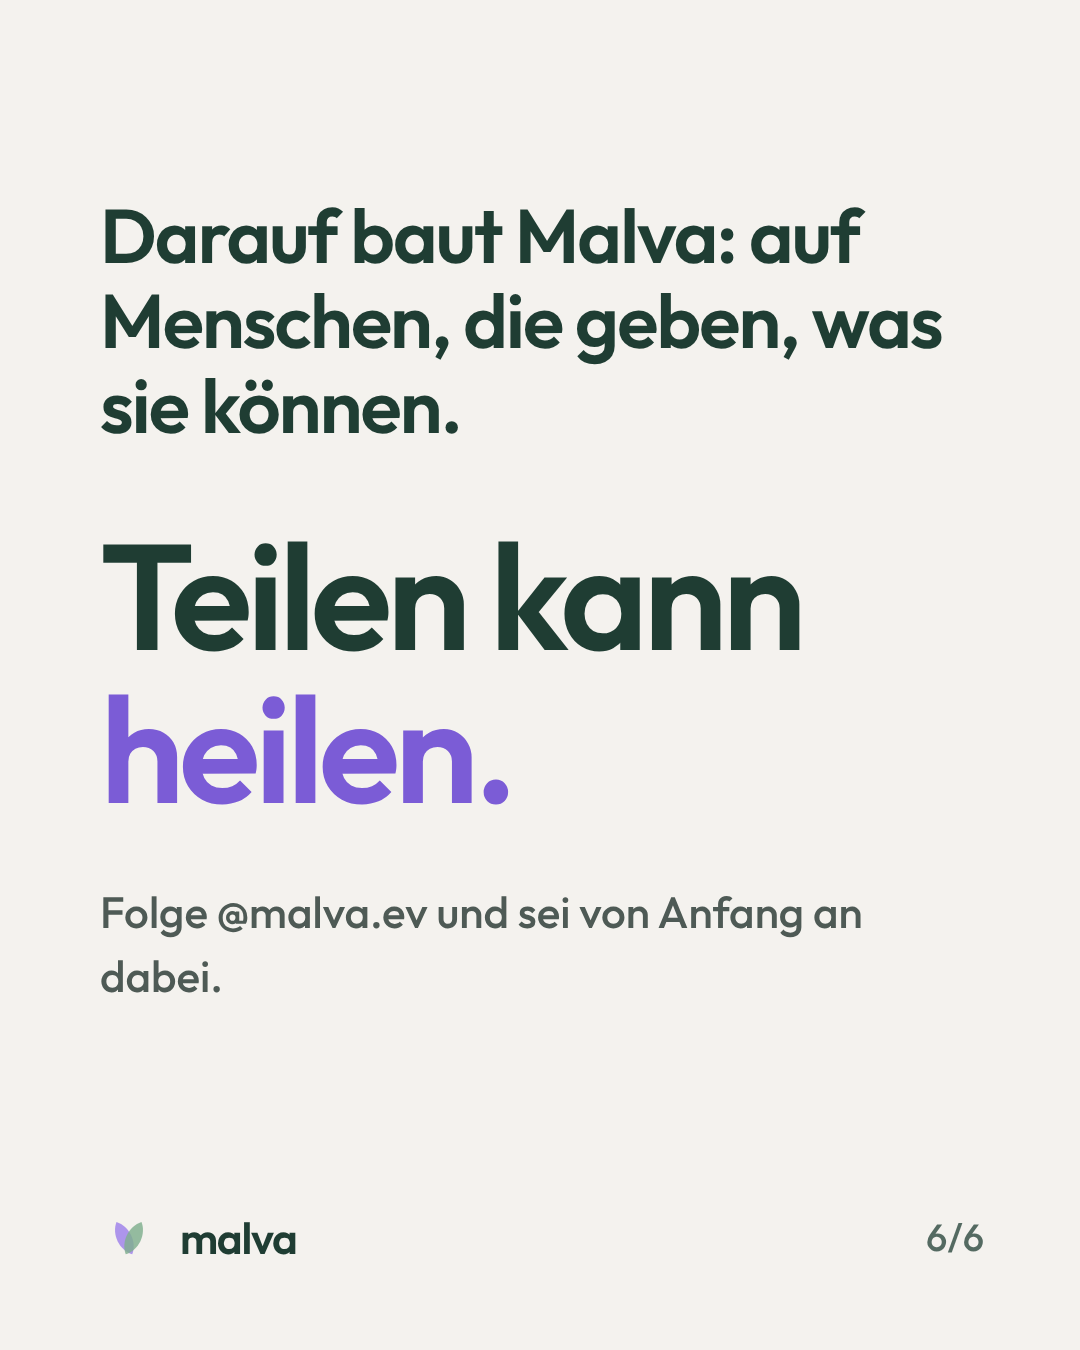 Darauf baut Malva: auf
Menschen, die geben, was
sie können.
Teilen kann
heilen.
Folge @malva.ev und sei von Anfang an
dabei.
malva
6/6